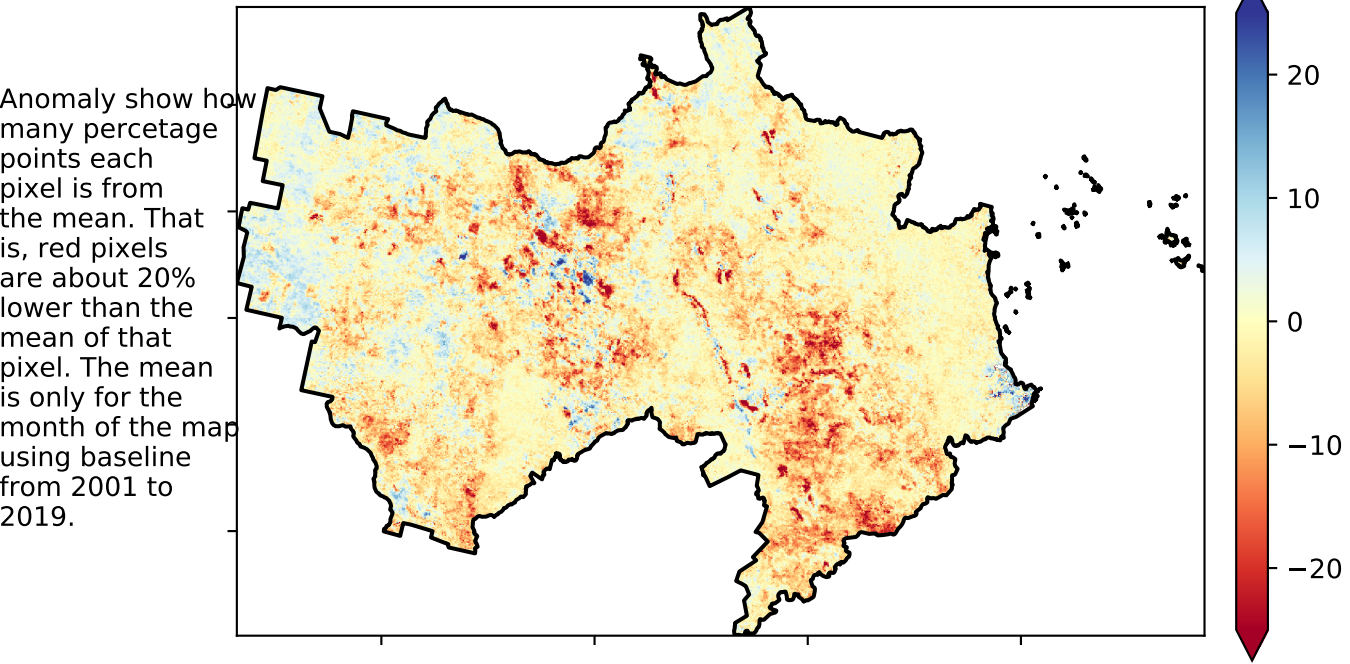 Anomaly show how
many percetage
points each
pixel is from
the mean. That
is, red pixels
are about 20%
lower than the
mean of that
pixel. The mean
is only for the
month of the map
using baseline
from 2001 to
2019.
20
10
0
−10
−20